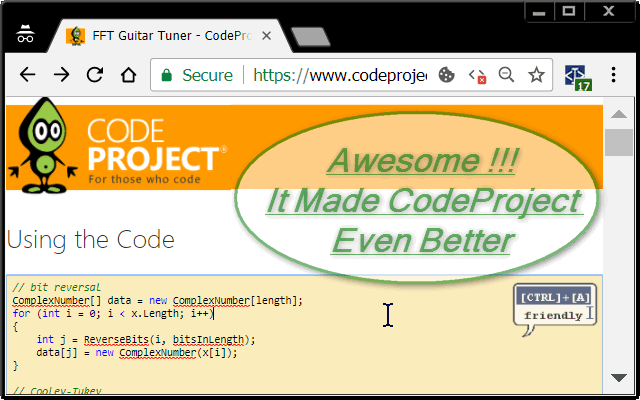 FFT Guitar Tuner - CodePro
Secure
https://www.codeproject
17
CODE
PROJECT®
For those who code
Awesome !!!
It Made CodeProject
Even Better
Using the Code
// bit reversal
ComplexNumber[] data = new ComplexNumber[length];
for (int i = 0; i < x.Length; i++)
{
int j = ReverseBits(i, bitsInLength);
data[j] = new ComplexNumber(x[i]);
}
[CTRL]+[A]
friendly
// Cooley-Tukey